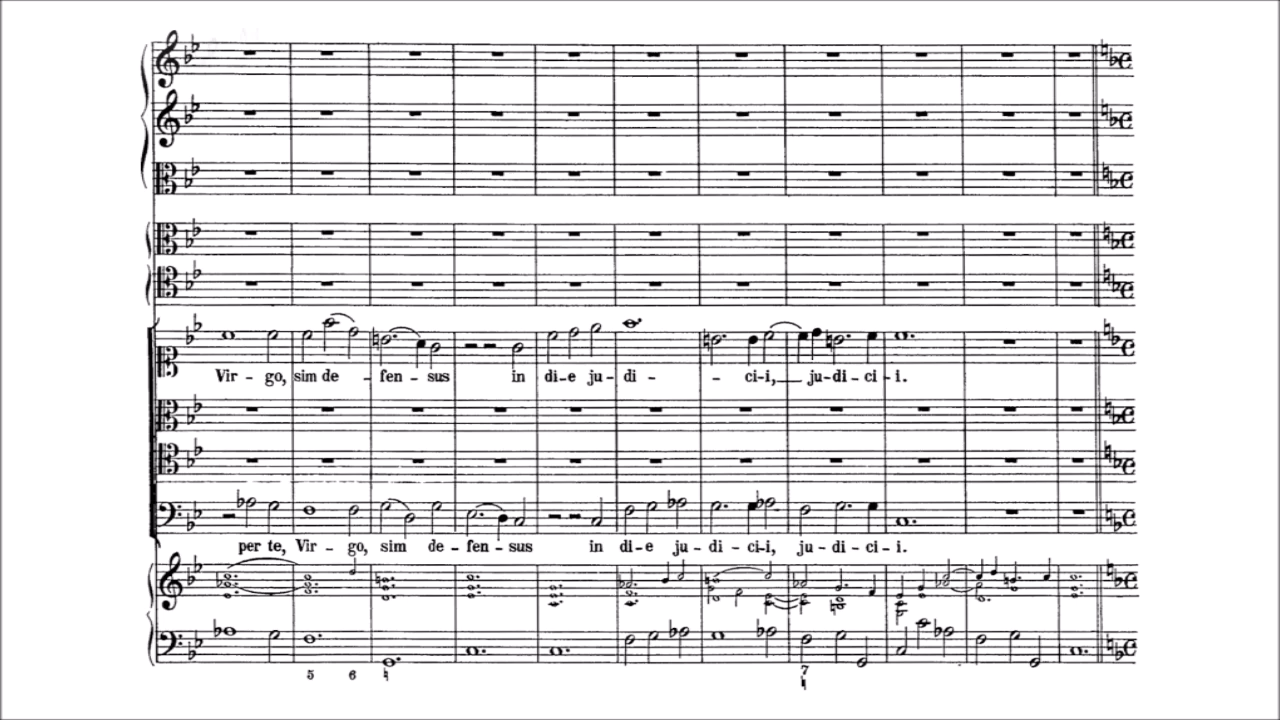 Vir - go, sim de - fen - sus in di-e ju - di - - ci-i, ju-di-ci-i.
per te, Vir - go, sim de - fen - sus in di-e ju - di - ci-i, ju - di - ci - i.
5 6
7